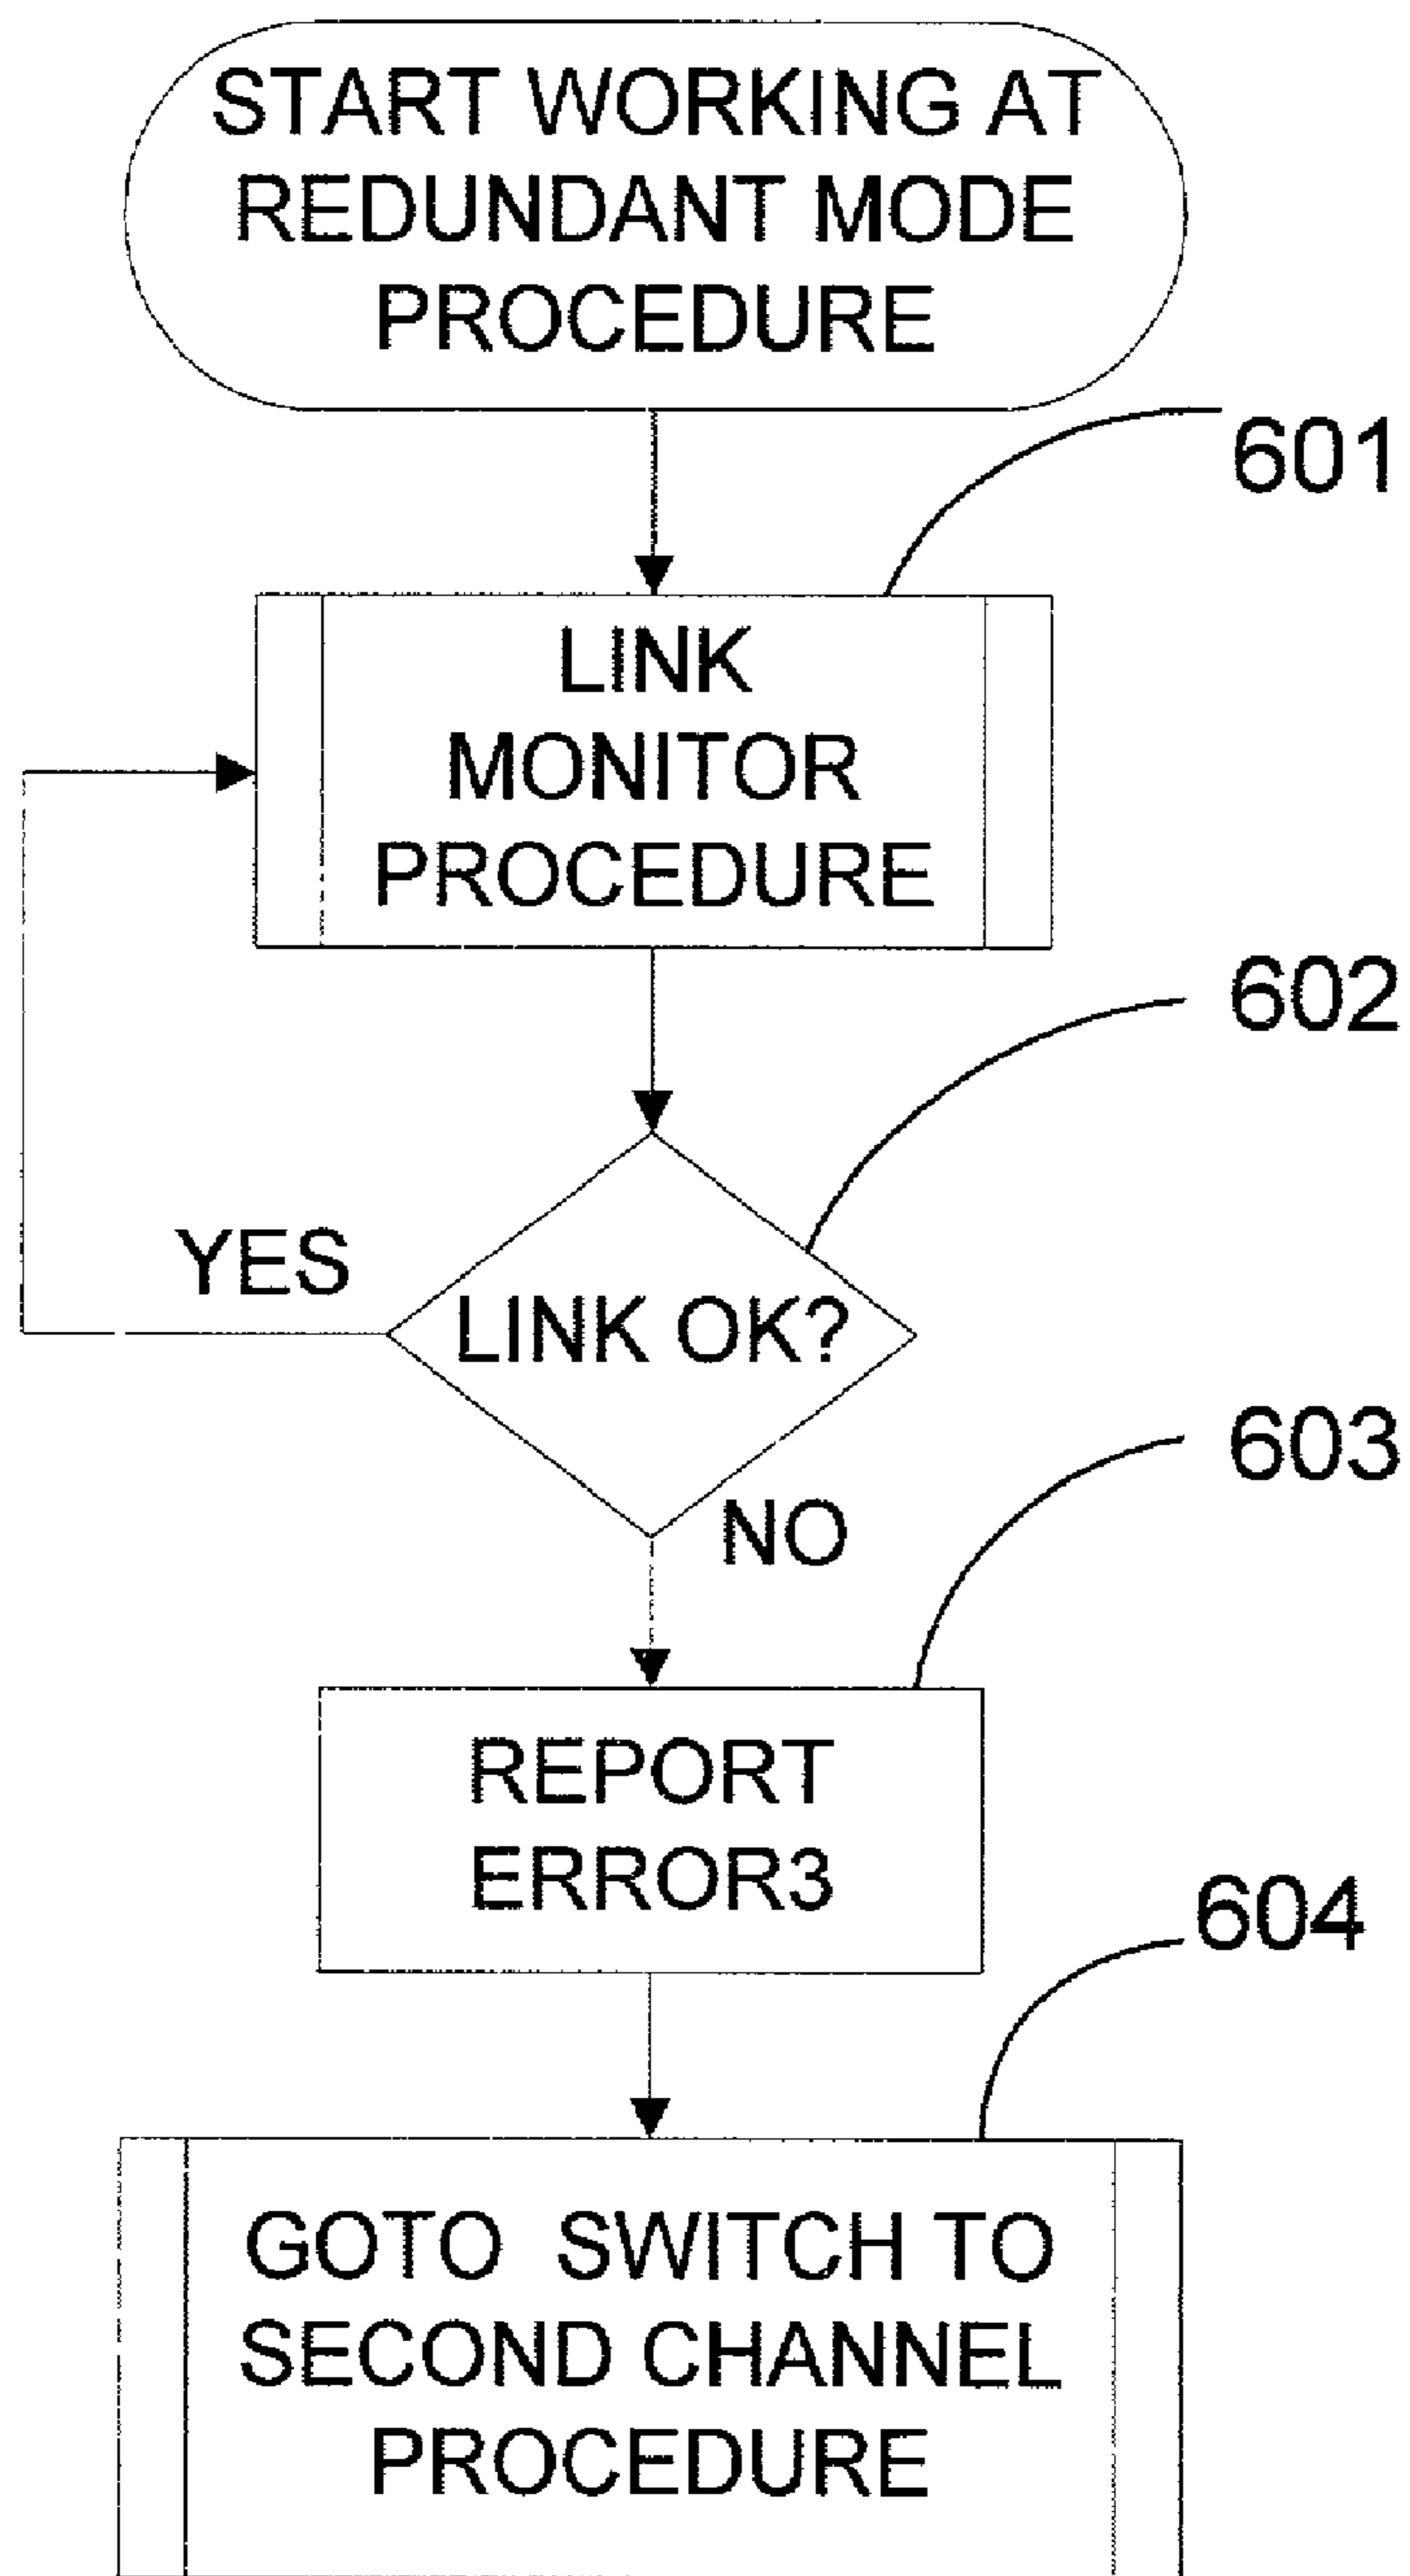 START WORKING AT
REDUNDANT MODE
PROCEDURE
601
LINK
MONITOR
PROCEDURE
602
YES
LINK OK?
NO
603
REPORT
ERROR3
604
GOTO SWITCH TO
SECOND CHANNEL
PROCEDURE